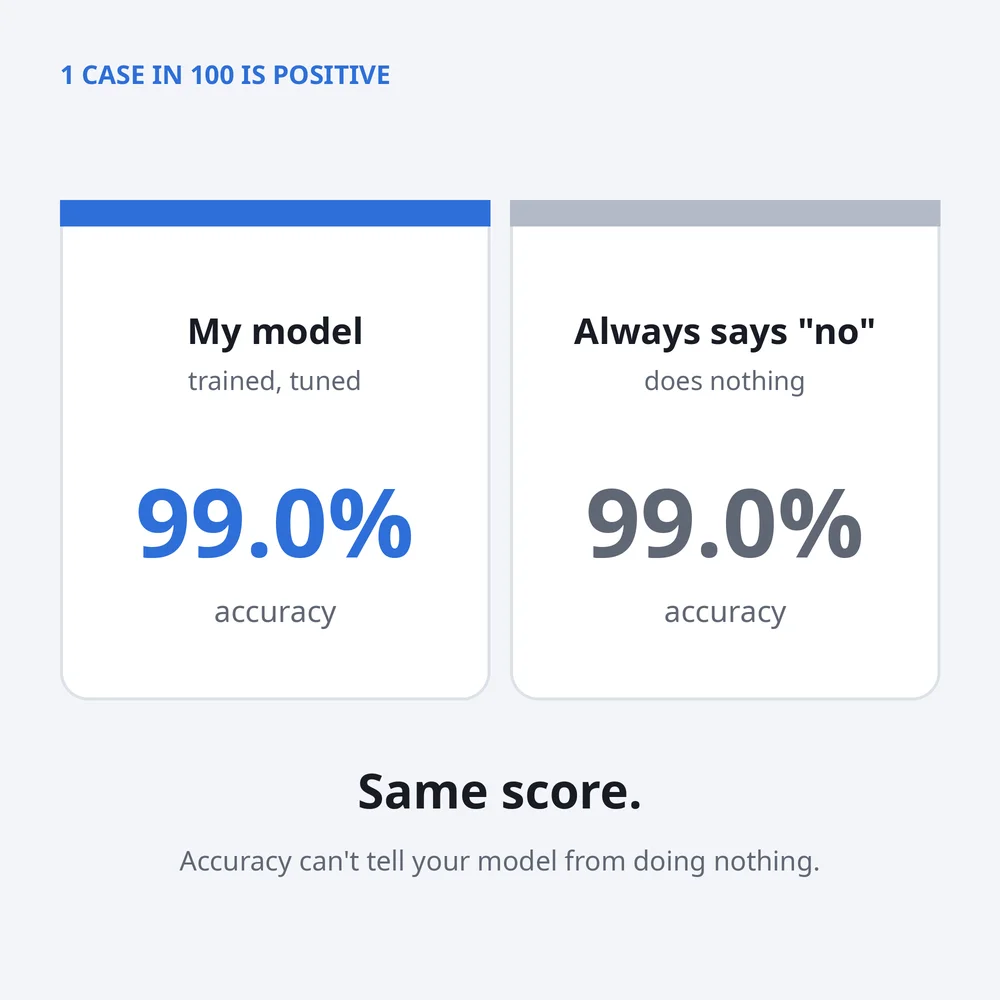 1 CASE IN 100 IS POSITIVE
My model
trained, tuned
99.0%
accuracy
Always says "no"
does nothing
99.0%
accuracy
Same score.
Accuracy can't tell your model from doing nothing.